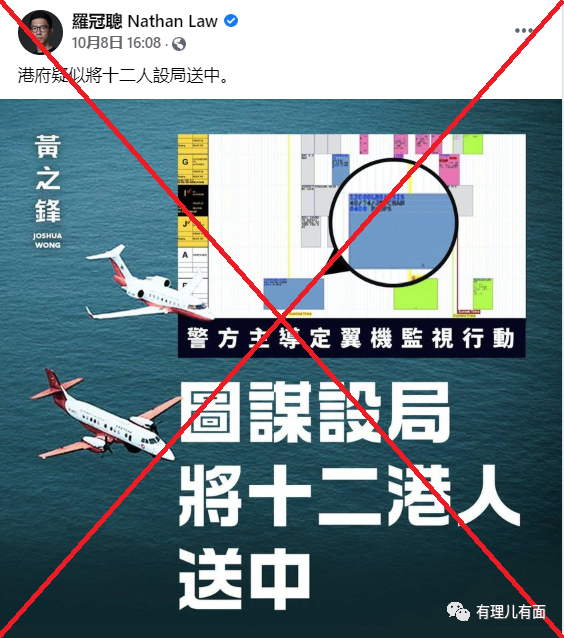 羅冠聰 Nathan Law
10月8日 16:08 ·
港府疑似將十二人設局送中。
黃之鋒
JOSHUA
WONG
G
I
J
A
警方主導定翼機監視行動
圖謀設局
將十二港人
送中
有理儿有面